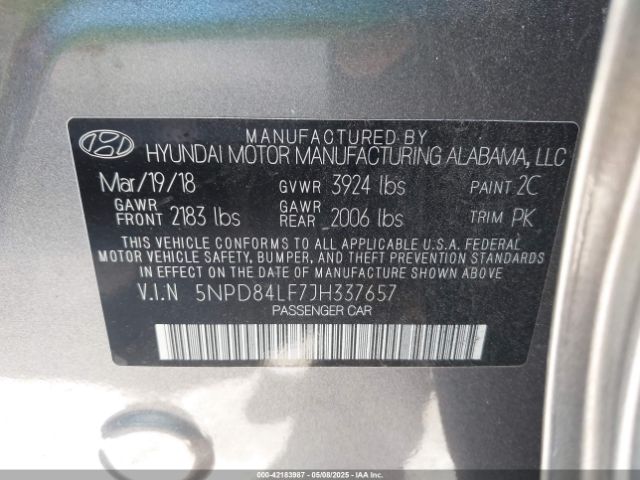 MANUFACTURED BY
HYUNDAI MOTOR MANUFACTURING ALABAMA, LLC
Mar/19/18 GVWR 3924 lbs PAINT 2C
GAWR FRONT 2183 lbs GAWR REAR 2006 lbs TRIM PK
THIS VEHICLE CONFORMS TO ALL APPLICABLE U.S.A. FEDERAL
MOTOR VEHICLE SAFETY, BUMPER, AND THEFT PREVENTION STANDARDS
IN EFFECT ON THE DATE OF MANUFACTURE SHOWN ABOVE.
V.I.N 5NPD84LF7JH337657
PASSENGER CAR
000-42183987 - 05/08/2025 - IAAI.COM